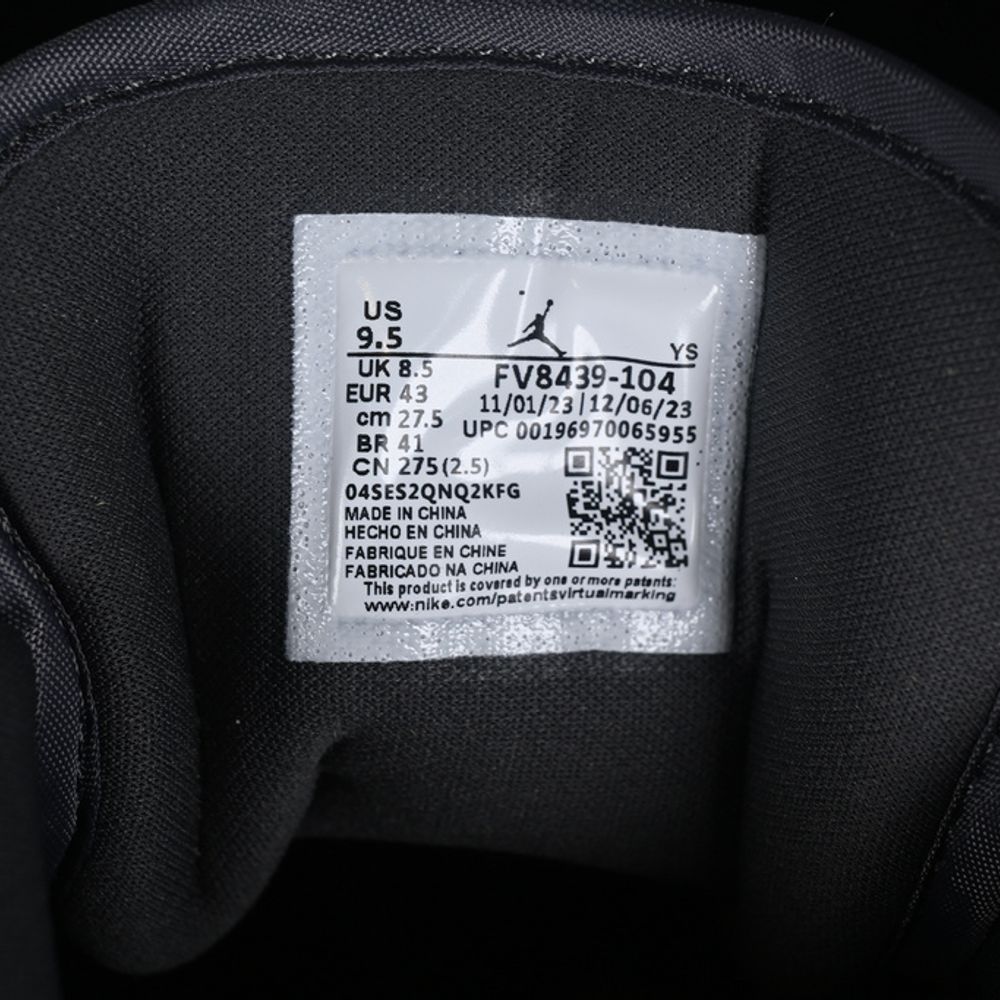 US
9.5
YS
UK 8.5
EUR 43
cm 27.5
BR 41
CN 275(2.5)
FV8439-104
11/01/23|12/06/23
UPC 00196970065955
04SES2QNQ2KFG
MADE IN CHINA
HECHO EN CHINA
FABRIQUE EN CHINE
FABRICADO NA CHINA
This product is covered by one or more patents:
www.nike.com/patentsvirtualmarking